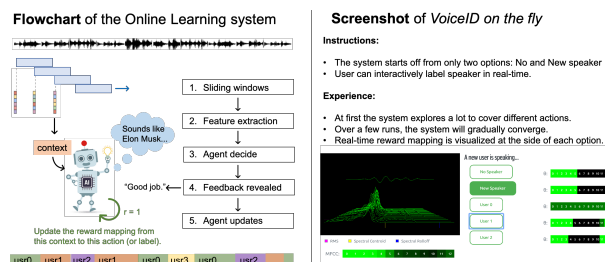 Flowchart of the Online Learning system
1. Sliding windows
2. Feature extraction
3. Agent decide
4. Feedback revealed
5. Agent updates
context
Sounds like
Elon Musk...
AI
"Good job."
r = 1
Update the reward mapping from
this context to this action (or label).
usr0 usr1 usr2 usr1 usr0 usr3 usr0 usr2
Screenshot of VoiceID on the fly
Instructions:
• The system starts off from only two options: No and New speaker
• User can interactively label speaker in real-time.
Experience:
• At first the system explores a lot to cover different actions.
• Over a few runs, the system will gradually converge.
• Real-time reward mapping is visualized at the side of each option.
A new user is speaking...
No Speaker
New Speaker
User 0
User 1
User 2
RMS Spectral Centroid Spectral Rolloff
MFCC: